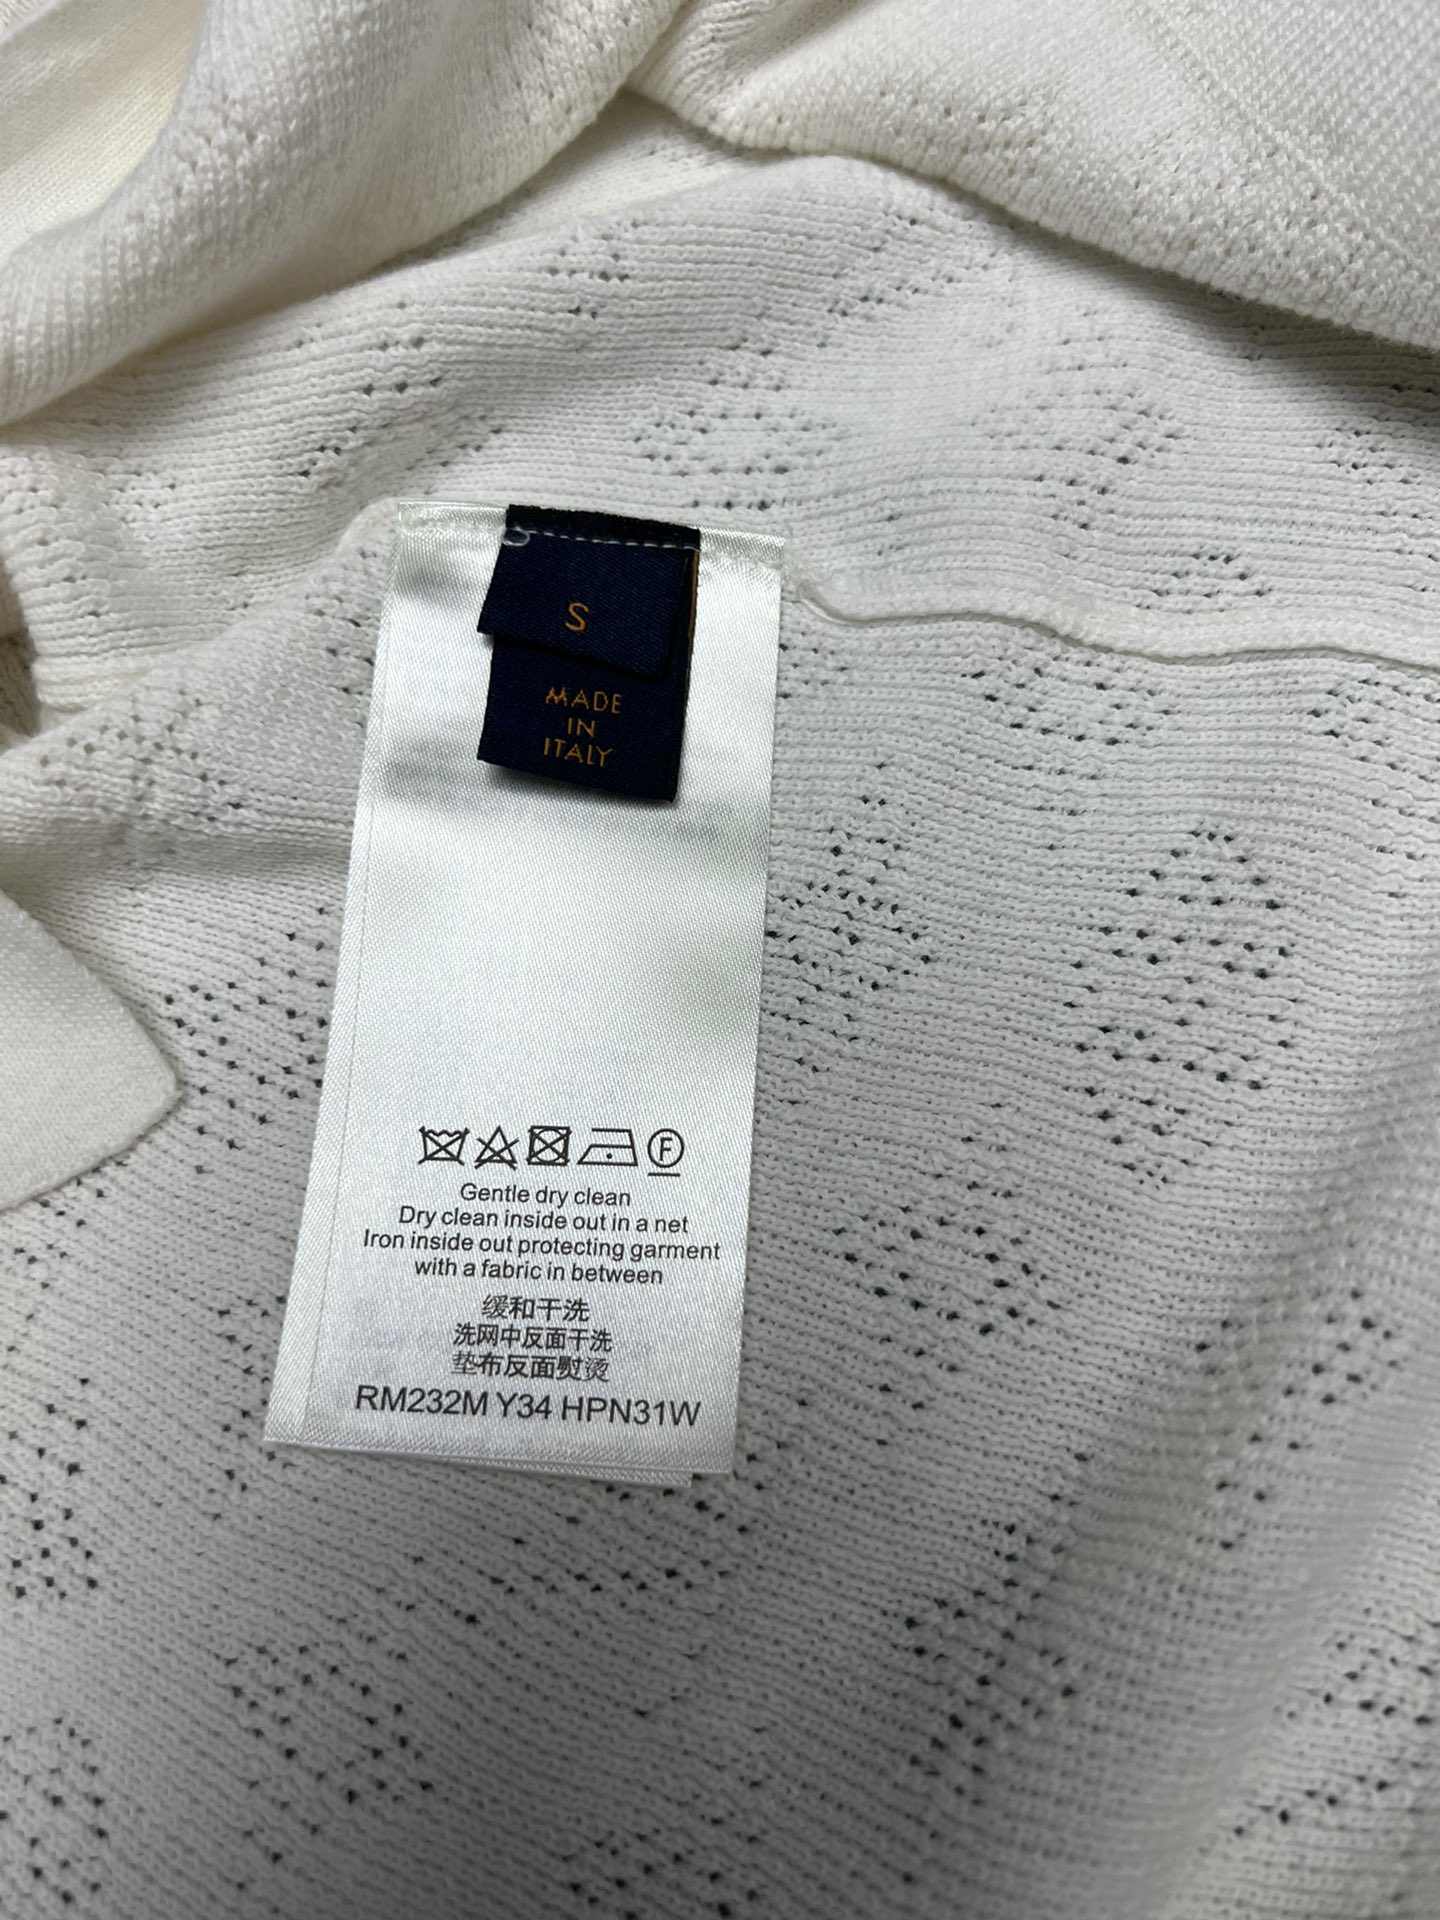 S
MADE
IN
ITALY
F
Gentle dry clean
Dry clean inside out in a net
Iron inside out protecting garment
with a fabric in between
缓和干洗
洗网中反面干洗
垫布反面熨烫
RM232M Y34 HPN31W